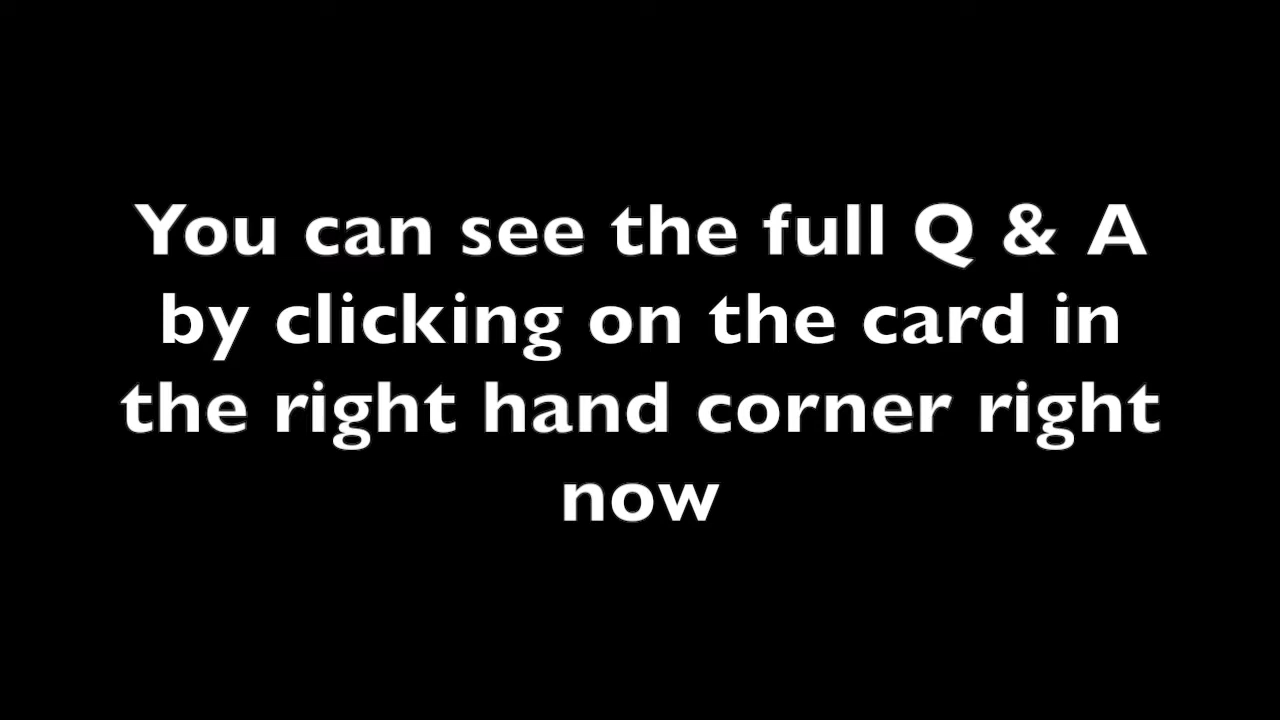 You can see the full Q & A
by clicking on the card in
the right hand corner right
now